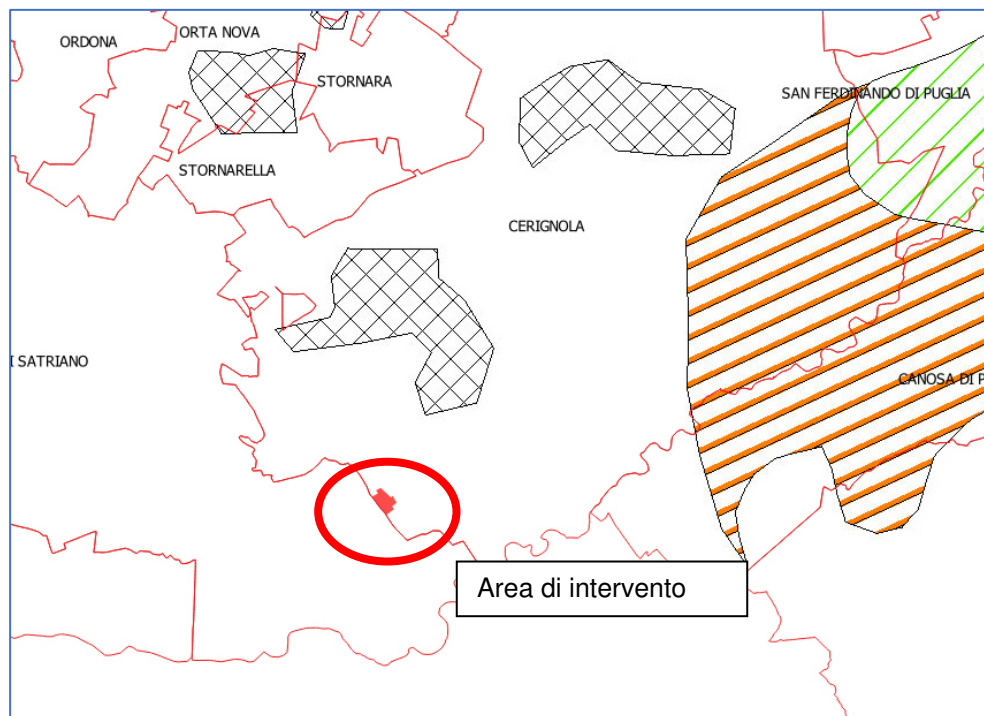 ORDONA
ORTA NOVA
STORNARA
SAN FERDINANDO DI PUGLIA
STORNARELLA
CERIGNOLA
I SATRIANO
CANOSA DI P
Area di intervento